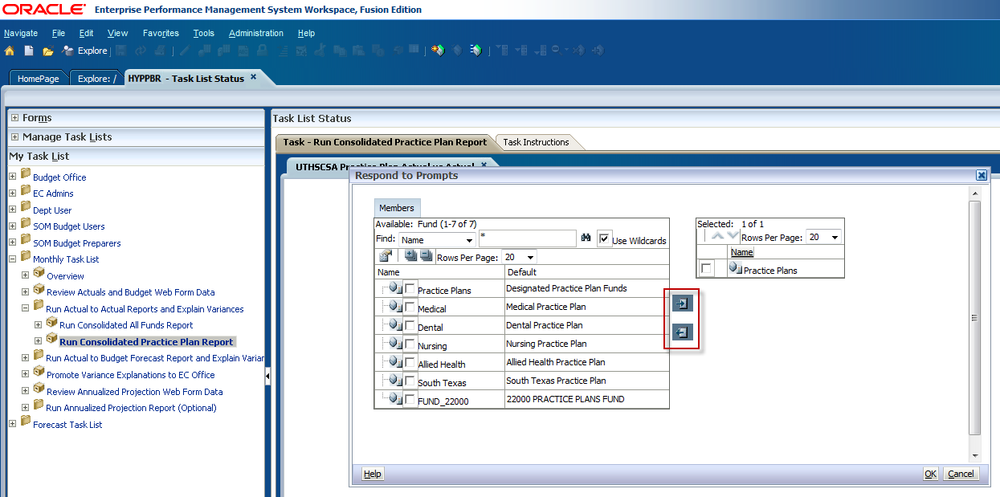 ORACLE Enterprise Performance Management System Workspace, Fusion Edition
Navigate File Edit View Favorites Tools Administration Help
Explore
HomePage Explore: / HYPPBR - Task List Status
Forms
Manage Task Lists
My Task List
Budget Office
EC Admins
Dept User
SOM Budget Users
SOM Budget Preparers
Monthly Task List
Overview
Review Actuals and Budget Web Form Data
Run Actual to Actual Reports and Explain Variances
Run Consolidated All Funds Report
Run Consolidated Practice Plan Report
Run Actual to Budget Forecast Report and Explain Varian
Promote Variance Explanations to EC Office
Review Annualized Projection Web Form Data
Run Annualized Projection Report (Optional)
Forecast Task List
Task List Status
Task - Run Consolidated Practice Plan Report Task Instructions
UTHSCSA Practice Plan Actual vs Actual
Respond to Prompts
Members
Available: Fund (1-7 of 7)
Find: Name * Use Wildcards
Rows Per Page: 20
Name Default
Practice Plans Designated Practice Plan Funds
Medical Medical Practice Plan
Dental Dental Practice Plan
Nursing Nursing Practice Plan
Allied Health Allied Health Practice Plan
South Texas South Texas Practice Plan
FUND_22000 22000 PRACTICE PLANS FUND
Selected: 1 of 1
Rows Per Page: 20
Name
Practice Plans
Help OK Cancel